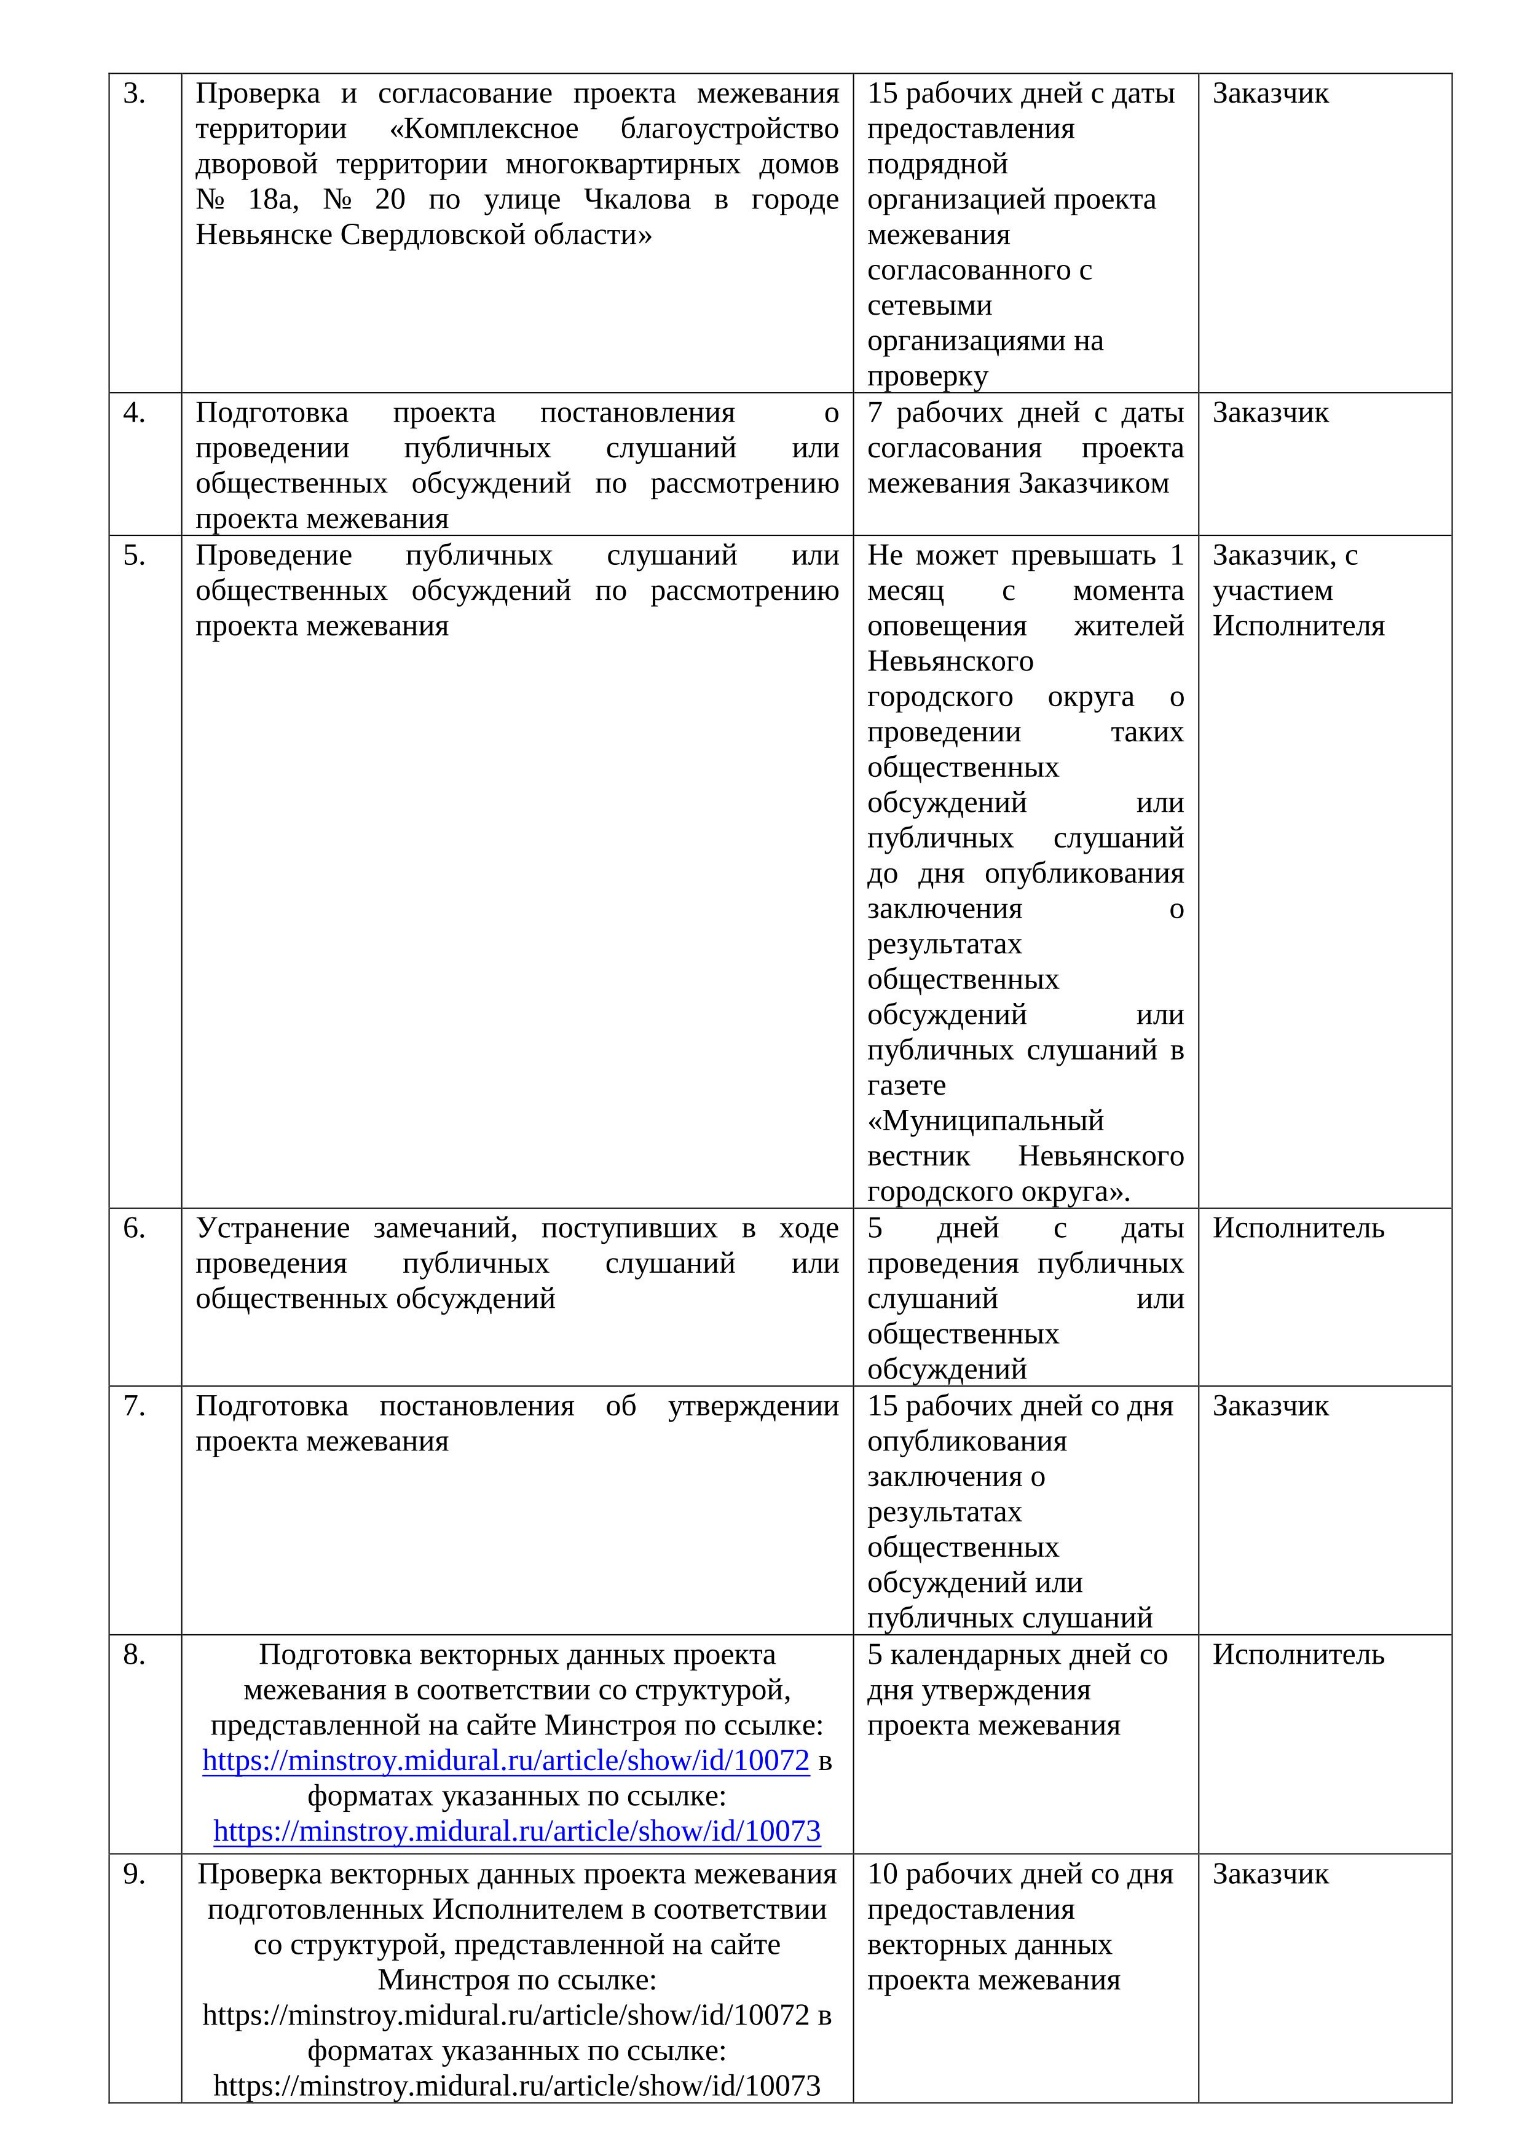 3.
Проверка и согласование проекта межевания
территории «Комплексное благоустройство
дворовой территории многоквартирных домов
№ 18а, № 20 по улице Чкалова в городе
Невьянске Свердловской области»
15 рабочих дней с даты
предоставления
подрядной
организацией проекта
межевания
согласованного с
сетевыми
организациями на
проверку
Заказчик
4.
Подготовка проекта постановления о
проведении публичных слушаний или
общественных обсуждений по рассмотрению
проекта межевания
7 рабочих дней с даты
согласования проекта
межевания Заказчиком
Заказчик
5.
Проведение публичных слушаний или
общественных обсуждений по рассмотрению
проекта межевания
Не может превышать 1
месяц с момента
оповещения жителей
Невьянского
городского округа о
проведении таких
общественных
обсуждений или
публичных слушаний
до дня опубликования
заключения о
результатах
общественных
обсуждений или
публичных слушаний в
газете
«Муниципальный
вестник Невьянского
городского округа».
Заказчик, с
участием
Исполнителя
6.
Устранение замечаний, поступивших в ходе
проведения публичных слушаний или
общественных обсуждений
5 дней с даты
проведения публичных
слушаний или
общественных
обсуждений
Исполнитель
7.
Подготовка постановления об утверждении
проекта межевания
15 рабочих дней со дня
опубликования
заключения о
результатах
общественных
обсуждений или
публичных слушаний
Заказчик
8.
Подготовка векторных данных проекта
межевания в соответствии со структурой,
представленной на сайте Минстроя по ссылке:
https://minstroy.midural.ru/article/show/id/10072 в
форматах указанных по ссылке:
https://minstroy.midural.ru/article/show/id/10073
5 календарных дней со
дня утверждения
проекта межевания
Исполнитель
9.
Проверка векторных данных проекта межевания
подготовленных Исполнителем в соответствии
со структурой, представленной на сайте
Минстроя по ссылке:
https://minstroy.midural.ru/article/show/id/10072 в
форматах указанных по ссылке:
https://minstroy.midural.ru/article/show/id/10073
10 рабочих дней со дня
предоставления
векторных данных
проекта межевания
Заказчик